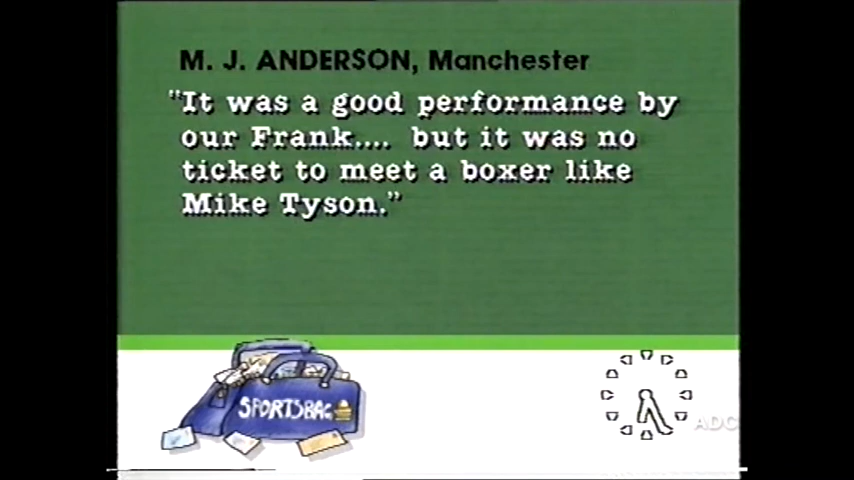 M. J. ANDERSON, Manchester
"It was a good performance by
our Frank.... but it was no
ticket to meet a boxer like
Mike Tyson."
SPORTSBAG
ADC